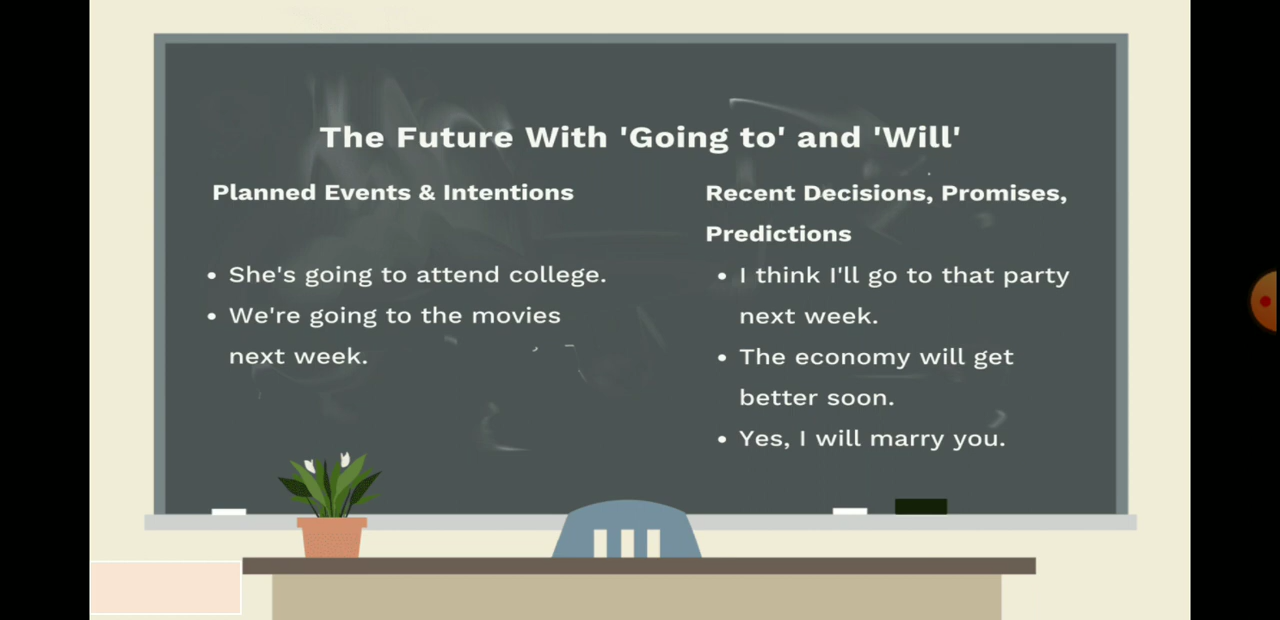 The Future With 'Going to' and 'Will'
Planned Events & Intentions
She's going to attend college.
We're going to the movies
next week.
Recent Decisions, Promises,
Predictions
I think I'll go to that party
next week.
The economy will get
better soon.
Yes, I will marry you.